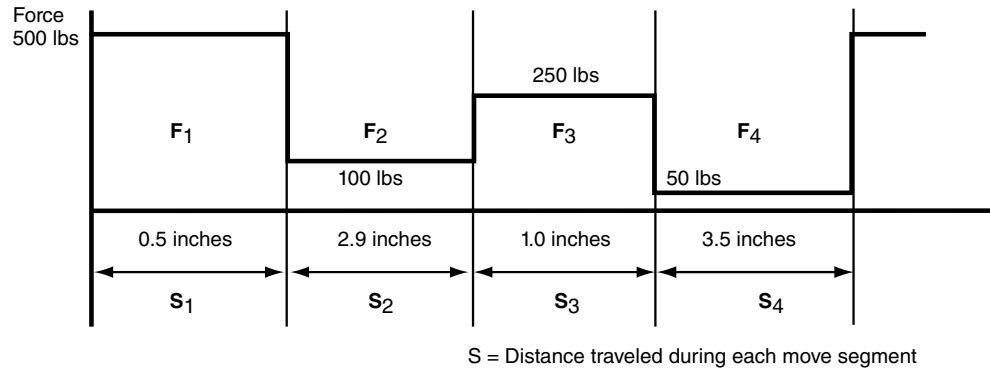 Force
500 lbs
250 lbs
F1 F2 F3 F4
100 lbs 50 lbs
0.5 inches 2.9 inches 1.0 inches 3.5 inches
S1 S2 S3 S4
S = Distance traveled during each move segment